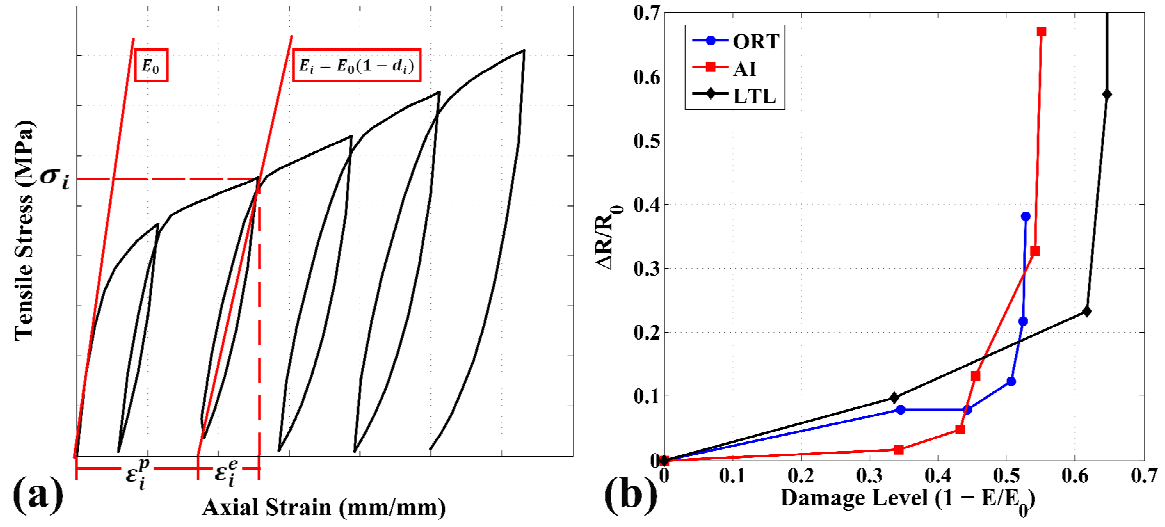 E₀
Eᵢ = E₀(1 − dᵢ)
σᵢ
Tensile Stress (MPa)
εᵢᵖ
εᵢᵉ
Axial Strain (mm/mm)
(a)
ORT
AI
LTL
0.7
0.6
0.5
0.4
0.3
0.2
0.1
0
ΔR/R₀
0 0.1 0.2 0.3 0.4 0.5 0.6 0.7
Damage Level (1 − E/E₀)
(b)